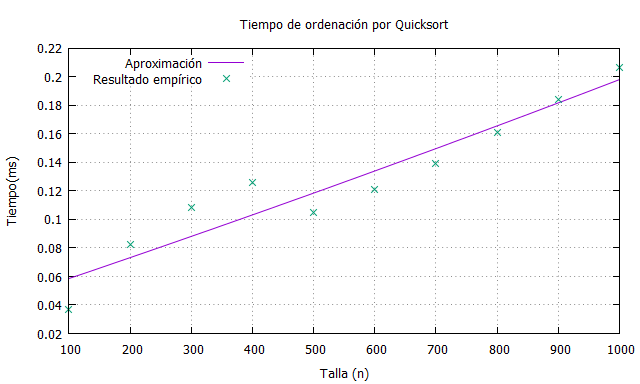 Tiempo de ordenación por Quicksort
0.22
0.2
0.18
0.16
0.14
0.12
0.1
0.08
0.06
0.04
0.02
Tiempo(ms)
Aproximación
Resultado empírico
100 200 300 400 500 600 700 800 900 1000
Talla (n)